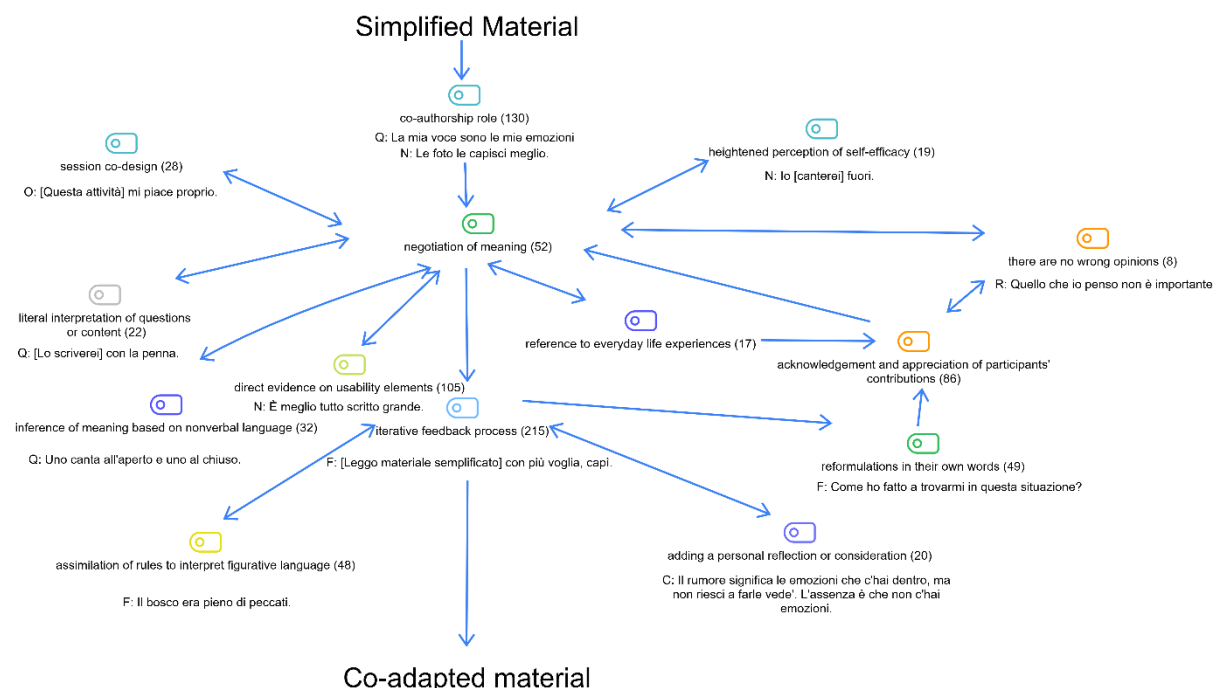 Simplified Material
co-authorship role (130)
Q: La mia voce sono le mie emozioni
N: Le foto le capisci meglio.
session co-design (28)
O: [Questa attività] mi piace proprio.
heightened perception of self-efficacy (19)
N: Io [canterei] fuori.
negotiation of meaning (52)
there are no wrong opinions (8)
R: Quello che io penso non è importante
literal interpretation of questions
or content (22)
Q: [Lo scriverei] con la penna.
reference to everyday life experiences (17)
acknowledgement and appreciation of participants'
contributions (86)
direct evidence on usability elements (105)
N: È meglio tutto scritto grande.
inference of meaning based on nonverbal language (32)
Q: Uno canta all'aperto e uno al chiuso.
iterative feedback process (215)
F: [Leggo materiale semplificato] con più voglia, capì.
reformulations in their own words (49)
F: Come ho fatto a trovarmi in questa situazione?
assimilation of rules to interpret figurative language (48)
F: Il bosco era pieno di peccati.
adding a personal reflection or consideration (20)
C: Il rumore significa le emozioni che c'hai dentro, ma
non riesci a farle vede'. L'assenza è che non c'hai
emozioni.
Co-adapted material